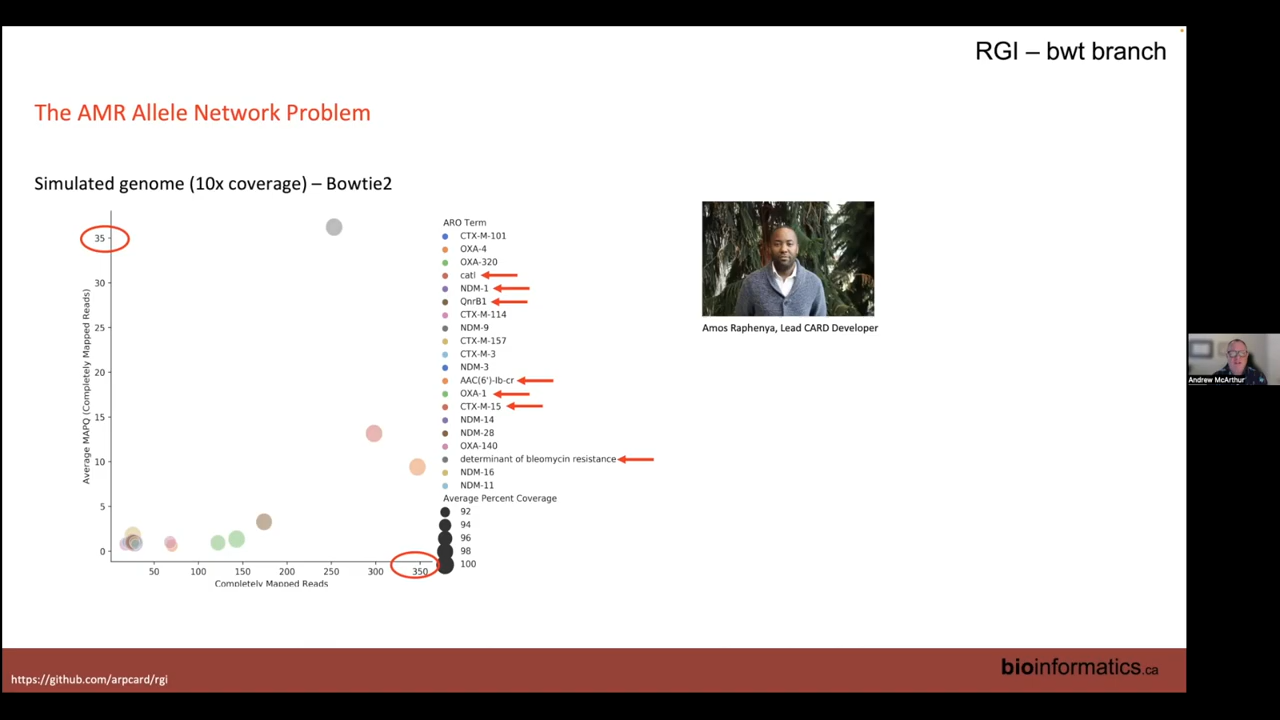 RGI – bwt branch
The AMR Allele Network Problem
Simulated genome (10x coverage) – Bowtie2
35
30
25
20
15
10
5
0
Average MAPQ (Completely Mapped Reads)
50
100
150
200
250
300
350
Completely Mapped Reads
ARO Term
CTX-M-101
OXA-4
OXA-320
catI
NDM-1
QnrB1
CTX-M-114
NDM-9
CTX-M-157
CTX-M-3
NDM-3
AAC(6')-Ib-cr
OXA-1
CTX-M-15
NDM-14
NDM-28
OXA-140
determinant of bleomycin resistance
NDM-16
NDM-11
Average Percent Coverage
92
94
96
98
100
Amos Raphenya, Lead CARD Developer
Andrew McArthur
https://github.com/arpcard/rgi
bioinformatics.ca